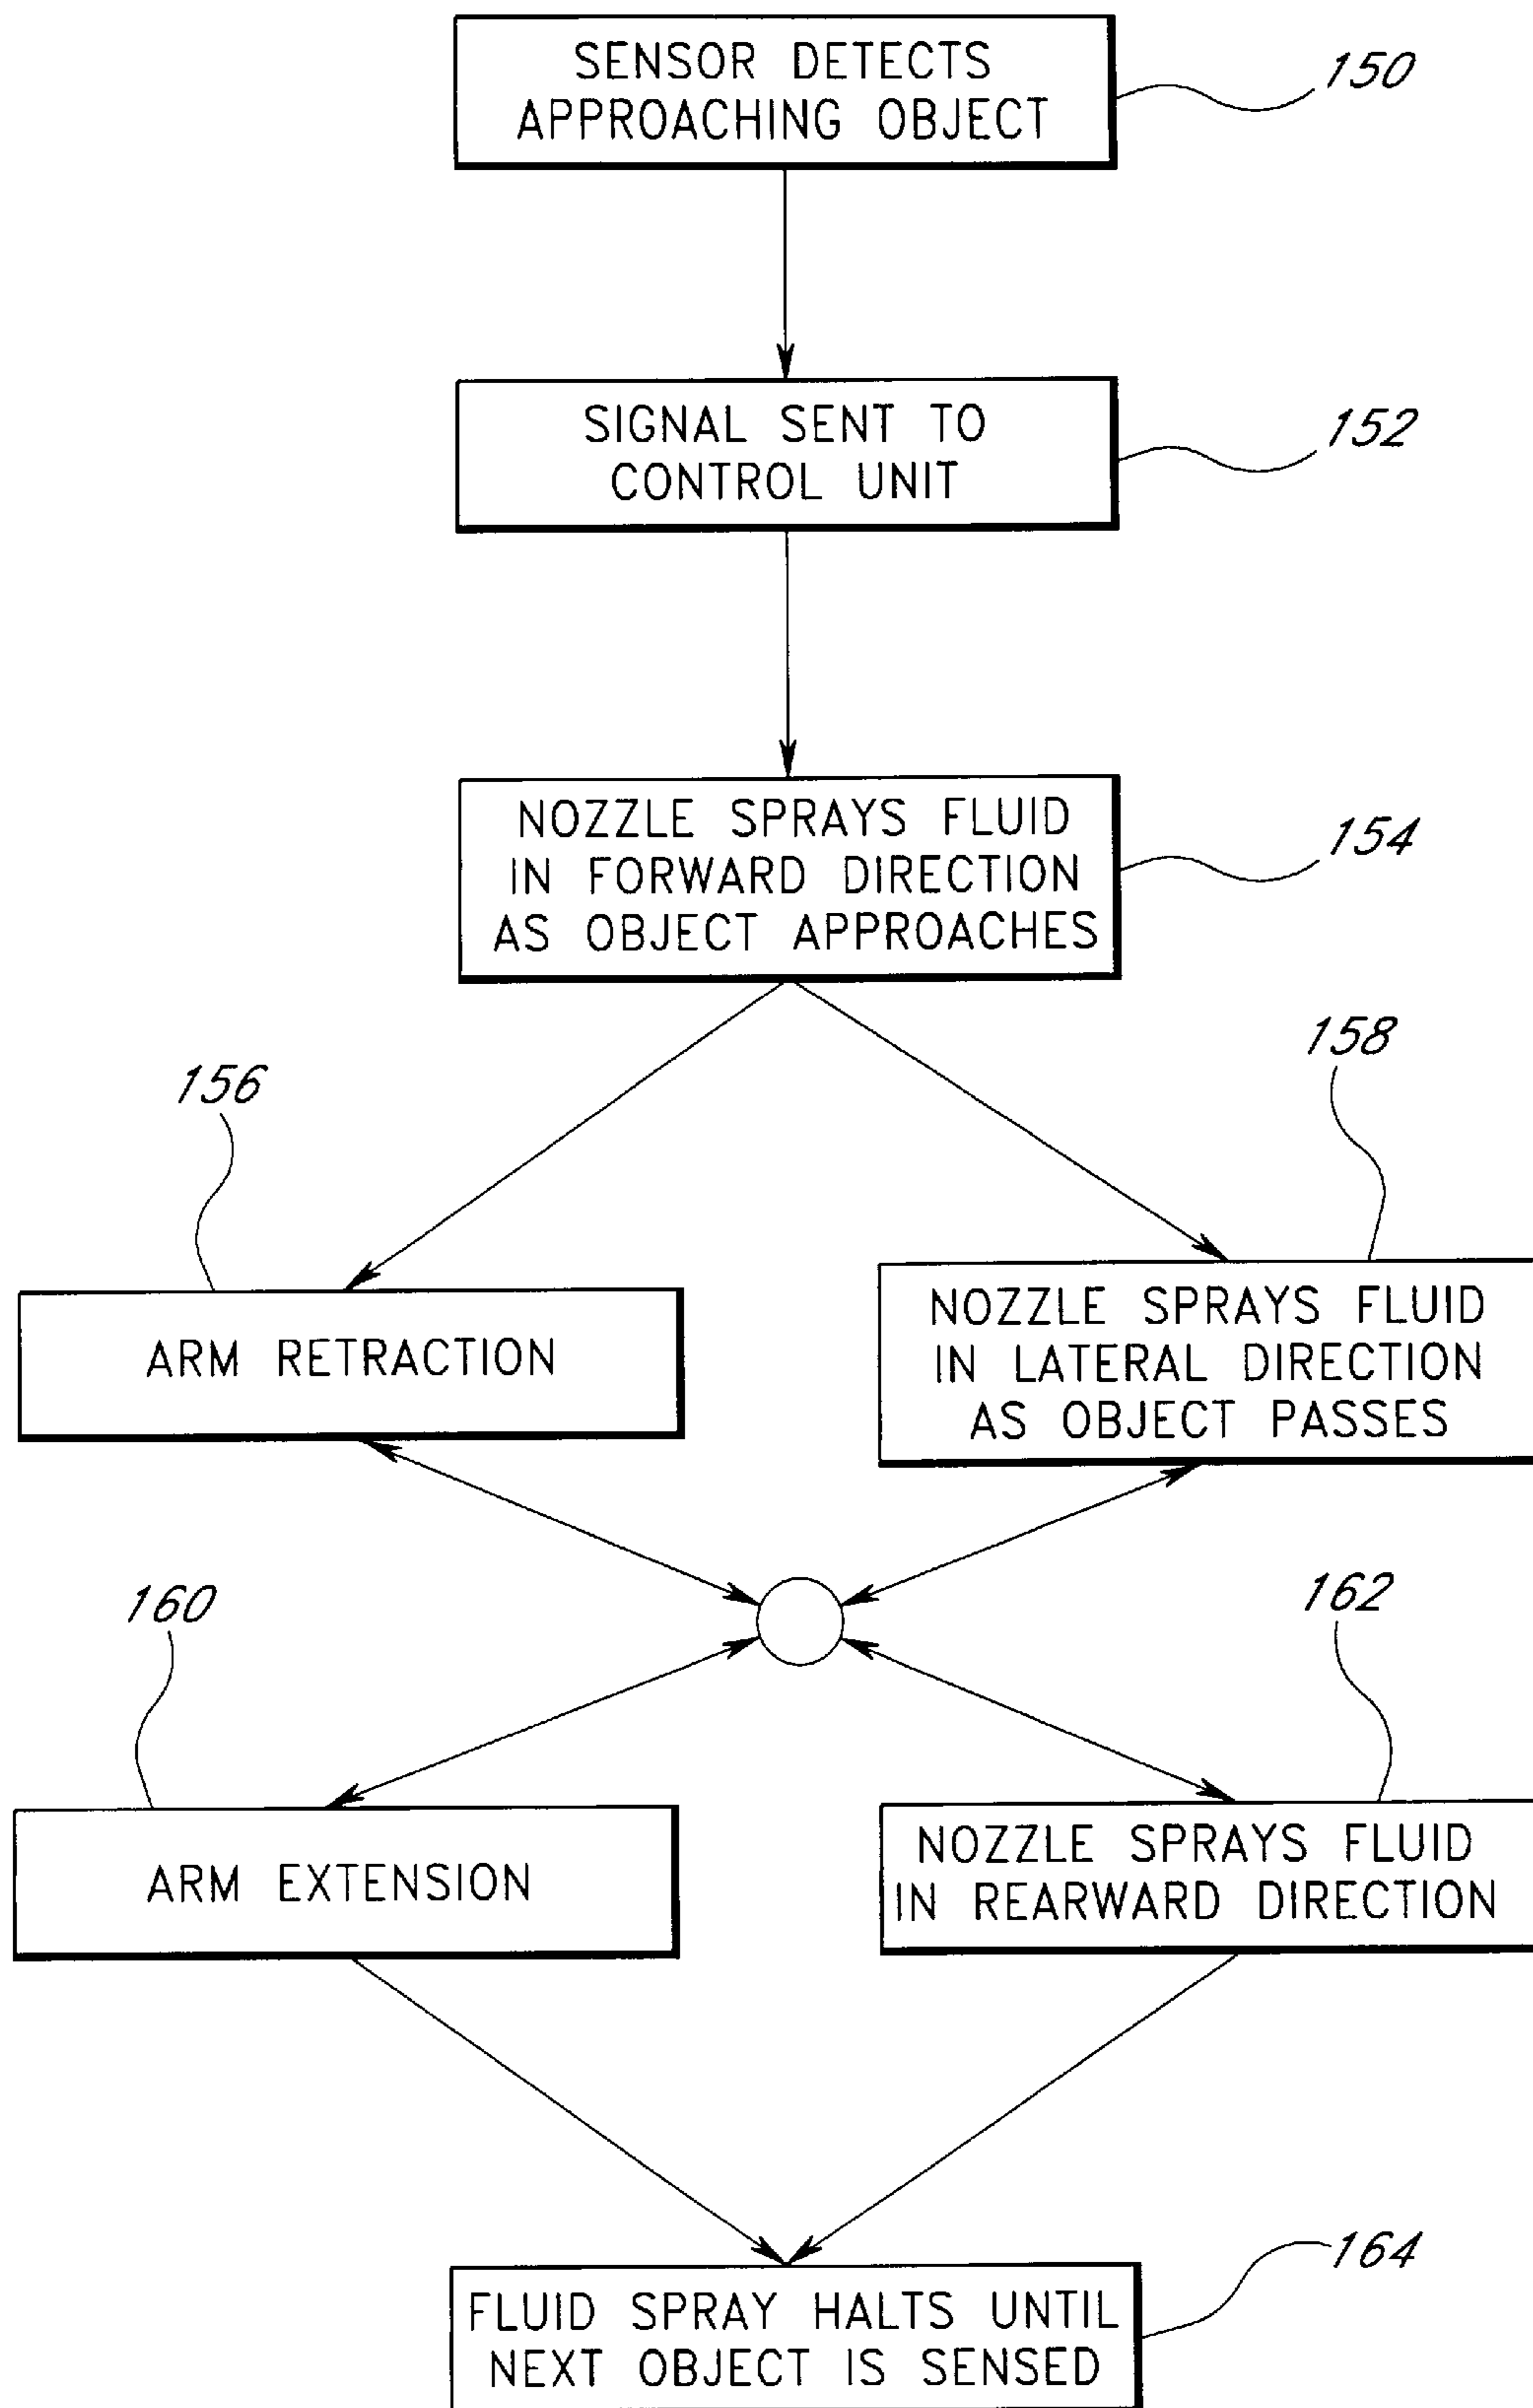 SENSOR DETECTS
APPROACHING OBJECT
150
SIGNAL SENT TO
CONTROL UNIT
152
NOZZLE SPRAYS FLUID
IN FORWARD DIRECTION
AS OBJECT APPROACHES
154
156
158
ARM RETRACTION
NOZZLE SPRAYS FLUID
IN LATERAL DIRECTION
AS OBJECT PASSES
160
162
ARM EXTENSION
NOZZLE SPRAYS FLUID
IN REARWARD DIRECTION
164
FLUID SPRAY HALTS UNTIL
NEXT OBJECT IS SENSED